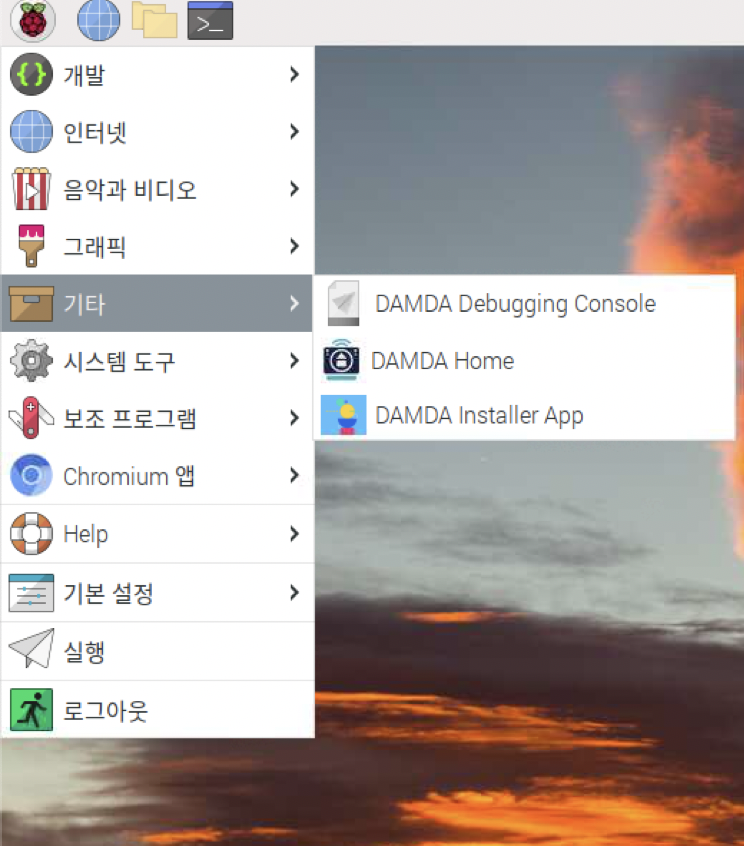 개발
인터넷
음악과 비디오
그래픽
기타
DAMDA Debugging Console
DAMDA Home
DAMDA Installer App
시스템 도구
보조 프로그램
Chromium 앱
Help
기본 설정
실행
로그아웃